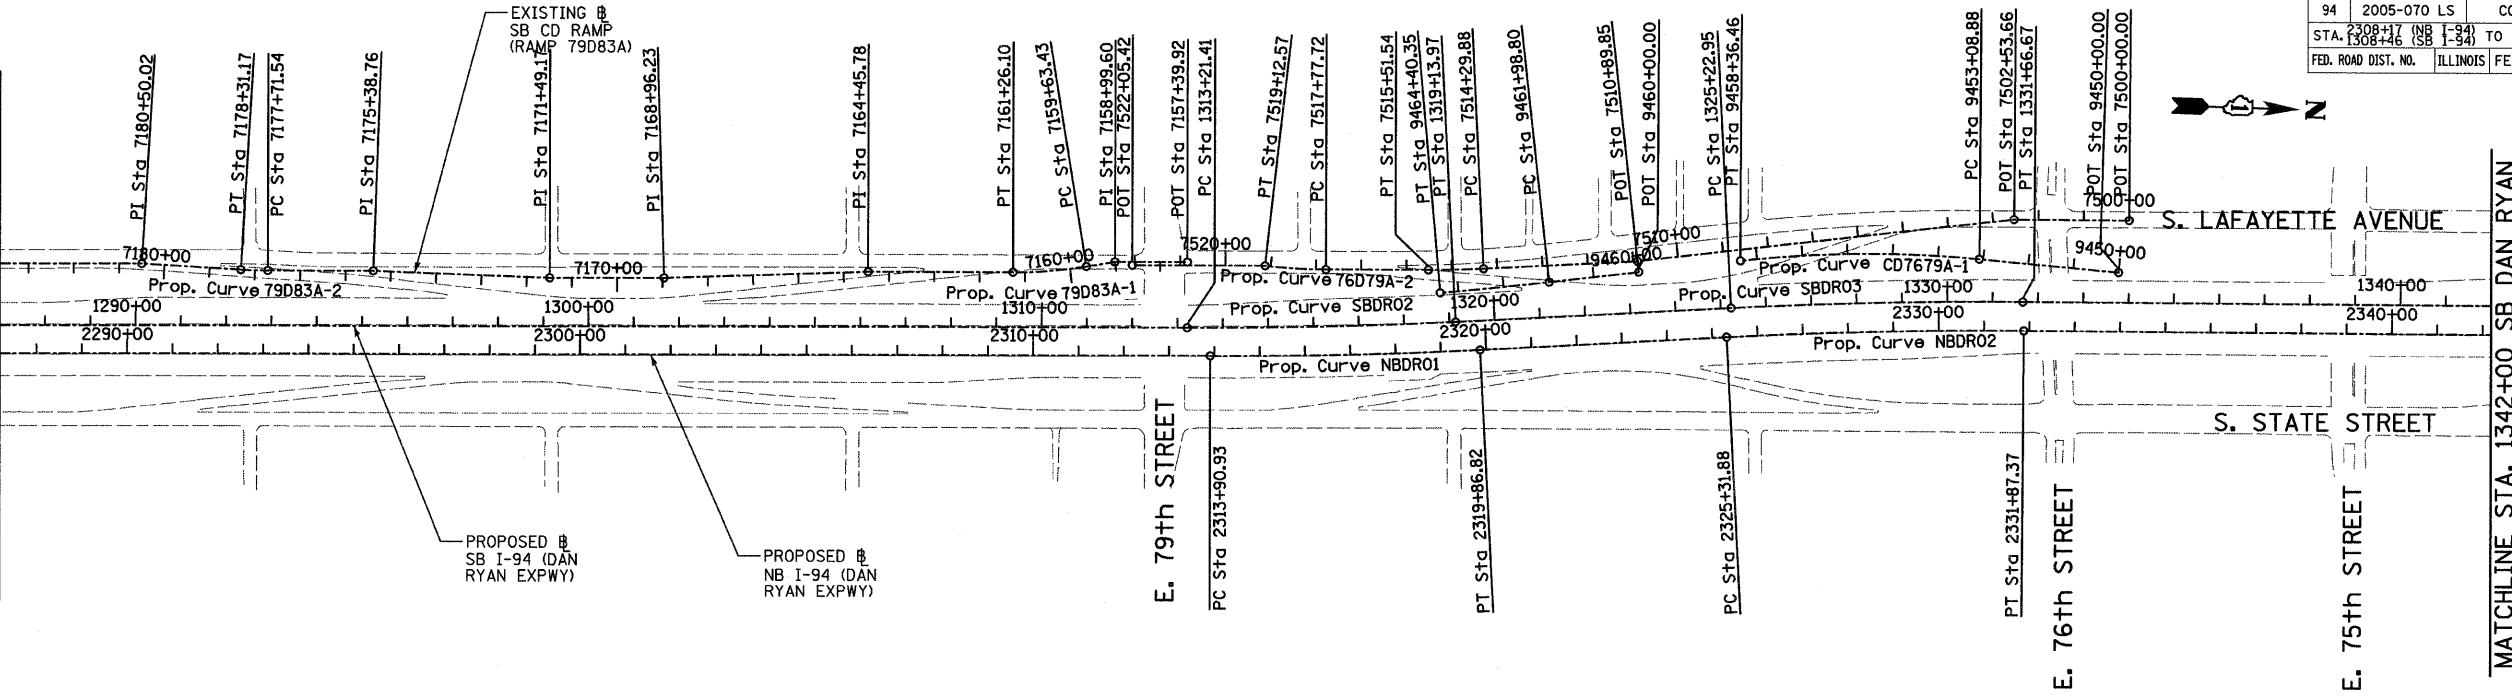 EXISTING ⅊
SB CD RAMP
(RAMP 79D83A)
94
2005-070 LS
STA. 2308+17 (NB I-94) TO
1308+46 (SB I-94)
FED. ROAD DIST. NO.
ILLINOIS
N
PI Sta 7180+50.02
PT Sta 7178+31.17
PC Sta 7177+71.54
PI Sta 7175+38.76
PI Sta 7171+49.17
PI Sta 7168+96.23
PI Sta 7164+45.78
PT Sta 7161+26.10
PC Sta 7159+63.43
PI Sta 7158+99.60
POT Sta 7522+05.42
POT Sta 7157+39.92
PC Sta 1313+21.41
PT Sta 7519+12.57
PC Sta 7517+77.72
PT Sta 7515+51.54
PT Sta 9464+40.35
PT Sta 1319+13.97
PC Sta 7514+29.88
PC Sta 9461+98.80
POT Sta 7510+89.85
POT Sta 9460+00.00
PC Sta 1325+22.95
PT Sta 9458+36.46
PC Sta 9453+08.88
POT Sta 7502+53.66
PT Sta 1331+66.67
POT Sta 9450+00.00
POT Sta 7500+00.00
7180+00
7170+00
7160+00
7520+00
7510+00
7500+00
S. LAFAYETTE AVENUE
9460+00
9450+00
Prop. Curve 79D83A-2
Prop. Curve 79D83A-1
Prop. Curve 76D79A-2
Prop. Curve CD7679A-1
1290+00
1300+00
1310+00
Prop. Curve SBDR02
1320+00
Prop. Curve SBDR03
1330+00
1340+00
2290+00
2300+00
2310+00
2320+00
2330+00
2340+00
Prop. Curve NBDR01
Prop. Curve NBDR02
S. STATE STREET
E. 79th STREET
PC Sta 2313+90.93
PT Sta 2319+86.82
PC Sta 2325+31.88
PT Sta 2331+87.37
E. 76th STREET
E. 75th STREET
MATCHLINE STA. 1342+00 SB DAN RYAN
PROPOSED ⅊
SB I-94 (DAN
RYAN EXPWY)
PROPOSED ⅊
NB I-94 (DAN
RYAN EXPWY)